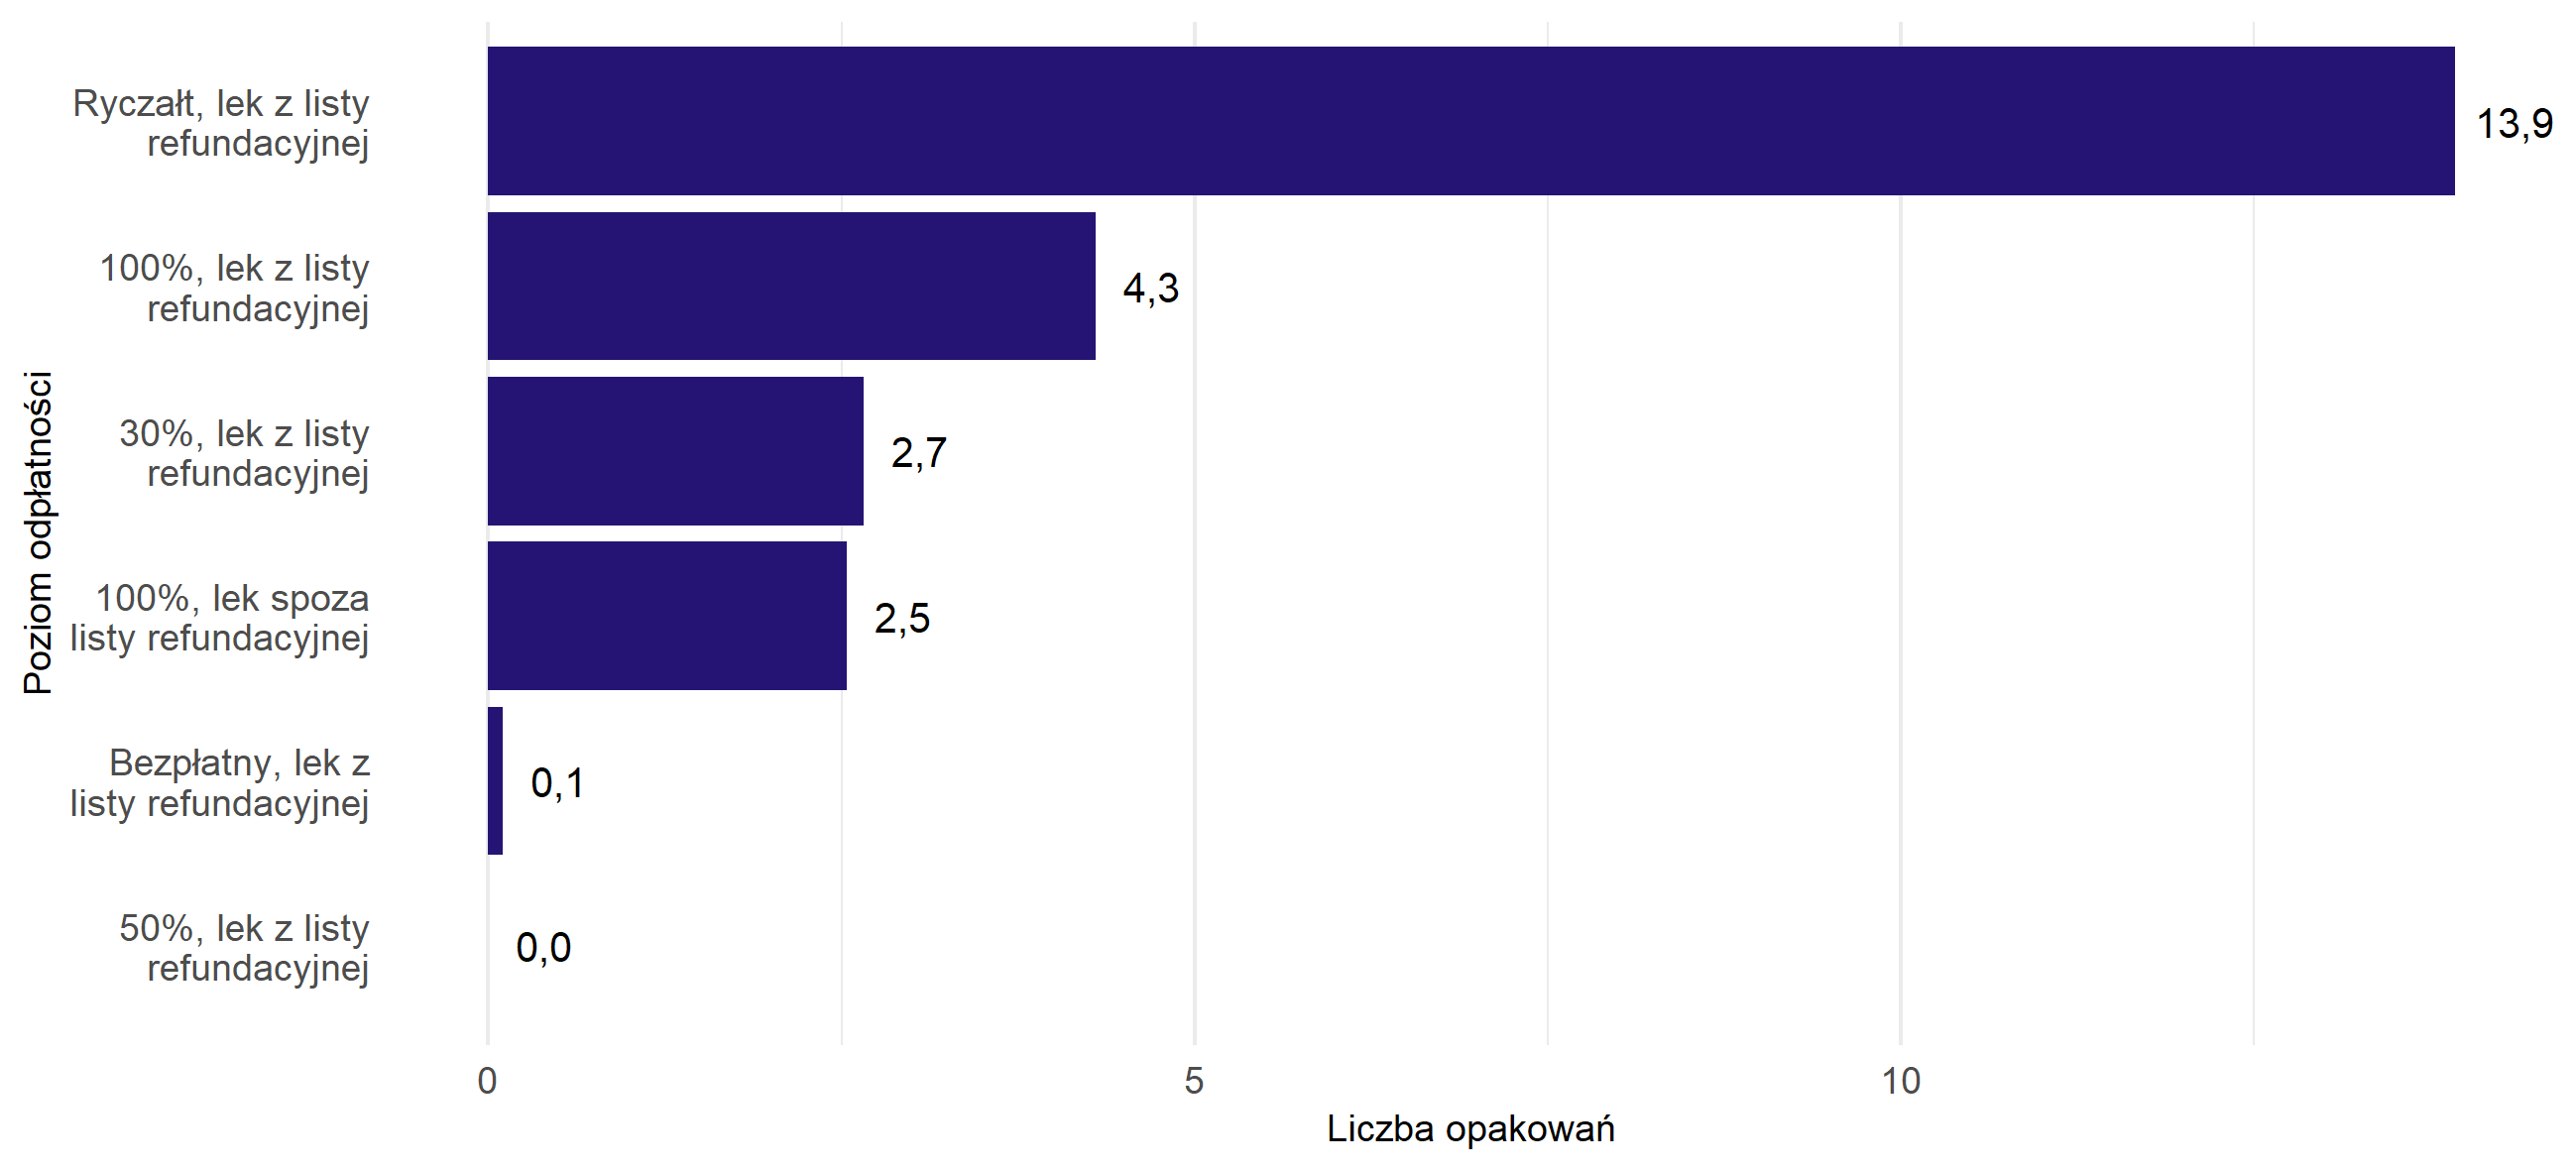 Ryczałt, lek z listy
refundacyjnej
13,9
100%, lek z listy
refundacyjnej
4,3
30%, lek z listy
refundacyjnej
2,7
100%, lek spoza
listy refundacyjnej
2,5
Bezpłatny, lek z
listy refundacyjnej
0,1
50%, lek z listy
refundacyjnej
0,0
Poziom odpłatności
0
5
10
Liczba opakowań